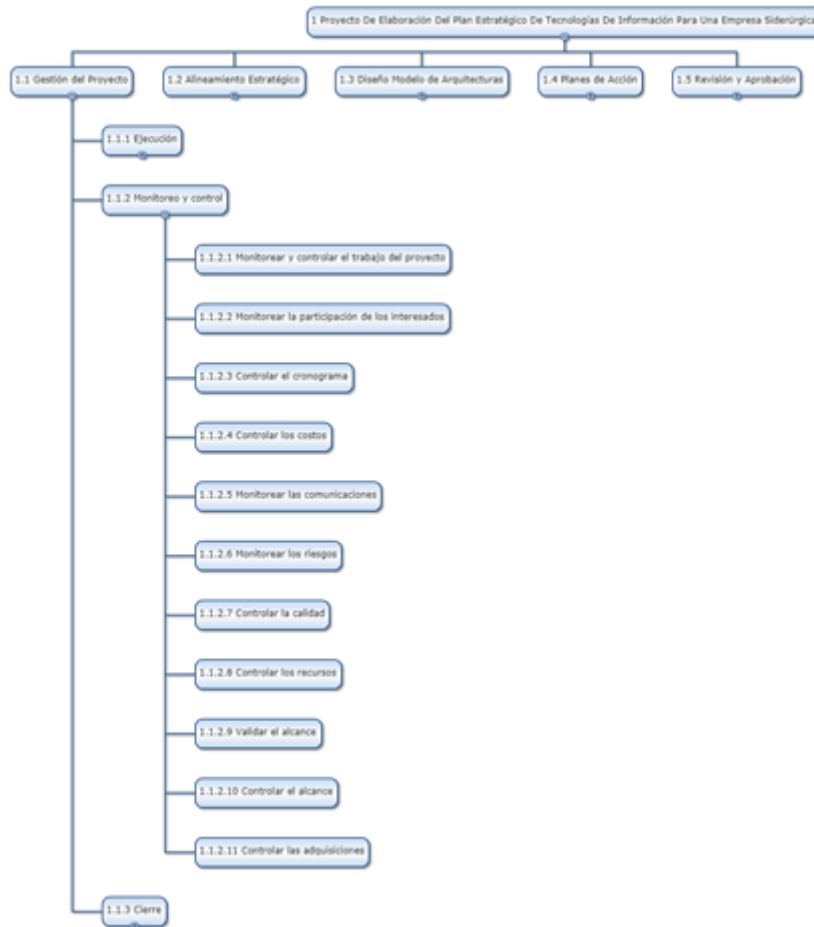 1 Proyecto De Elaboración Del Plan Estratégico De Tecnologías De Información Para Una Empresa Siderúrgica
1.1 Gestión del Proyecto
1.2 Alineamiento Estratégico
1.3 Diseño Modelo de Arquitecturas
1.4 Planes de Acción
1.5 Revisión y Aprobación
1.1.1 Ejecución
1.1.2 Monitoreo y control
1.1.2.1 Monitorear y controlar el trabajo del proyecto
1.1.2.2 Monitorear la participación de los interesados
1.1.2.3 Controlar el cronograma
1.1.2.4 Controlar los costos
1.1.2.5 Monitorear las comunicaciones
1.1.2.6 Monitorear los riesgos
1.1.2.7 Controlar la calidad
1.1.2.8 Controlar los recursos
1.1.2.9 Validar el alcance
1.1.2.10 Controlar el alcance
1.1.2.11 Controlar las adquisiciones
1.1.3 Cierre